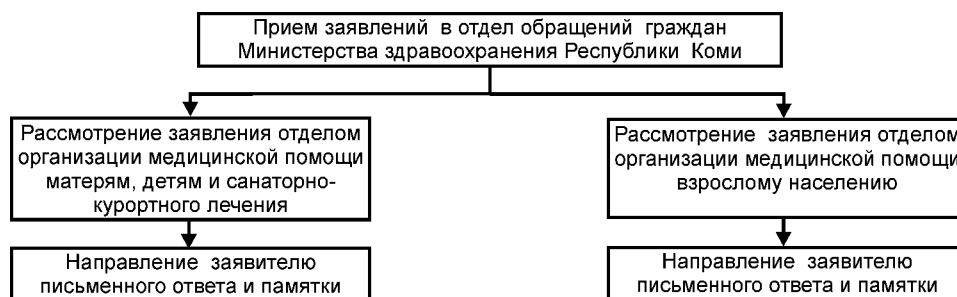 Прием заявлений в отдел обращений граждан
Министерства здравоохранения Республики Коми
Рассмотрение заявления отделом
организации медицинской помощи
матерям, детям и санаторно-
курортного лечения
Направление заявителю
письменного ответа и памятки
Рассмотрение заявления отделом
организации медицинской помощи
взрослому населению
Направление заявителю
письменного ответа и памятки